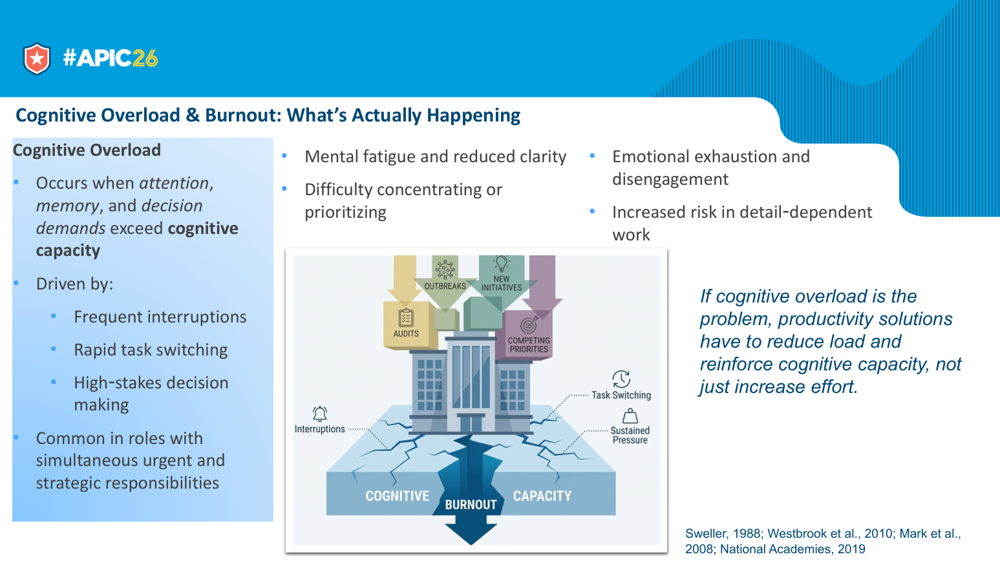 #APIC26
Cognitive Overload & Burnout: What's Actually Happening
Cognitive Overload
• Occurs when attention,
memory, and decision
demands exceed cognitive
capacity
• Driven by:
• Frequent interruptions
• Rapid task switching
• High-stakes decision
making
• Common in roles with
simultaneous urgent and
strategic responsibilities
• Mental fatigue and reduced clarity
• Difficulty concentrating or
prioritizing
• Emotional exhaustion and
disengagement
• Increased risk in detail-dependent
work
OUTBREAKS
NEW
INITIATIVES
AUDITS
COMPETING
PRIORITIES
Task Switching
Interruptions
Sustained
Pressure
COGNITIVE
BURNOUT
CAPACITY
If cognitive overload is the
problem, productivity solutions
have to reduce load and
reinforce cognitive capacity, not
just increase effort.
Sweller, 1988; Westbrook et al., 2010; Mark et al.,
2008; National Academies, 2019